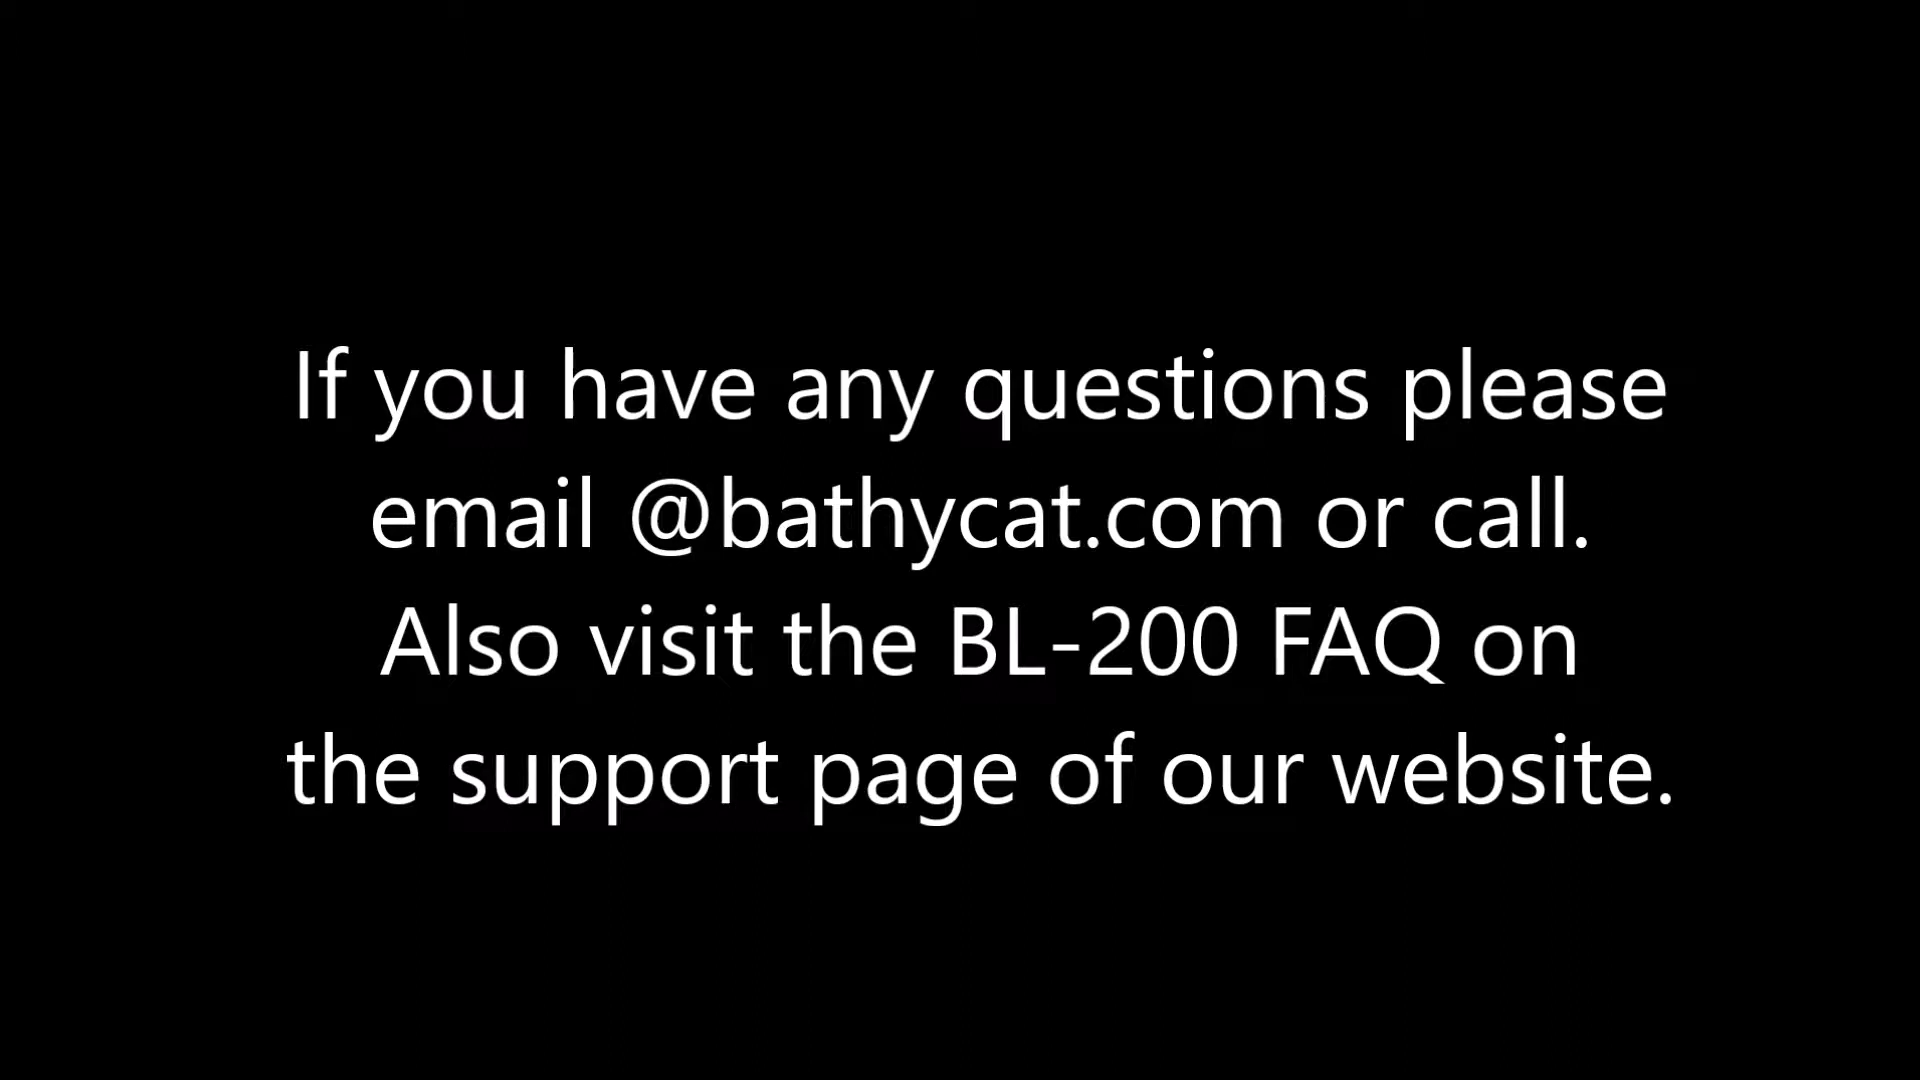 If you have any questions please
email @bathycat.com or call.
Also visit the BL-200 FAQ on
the support page of our website.